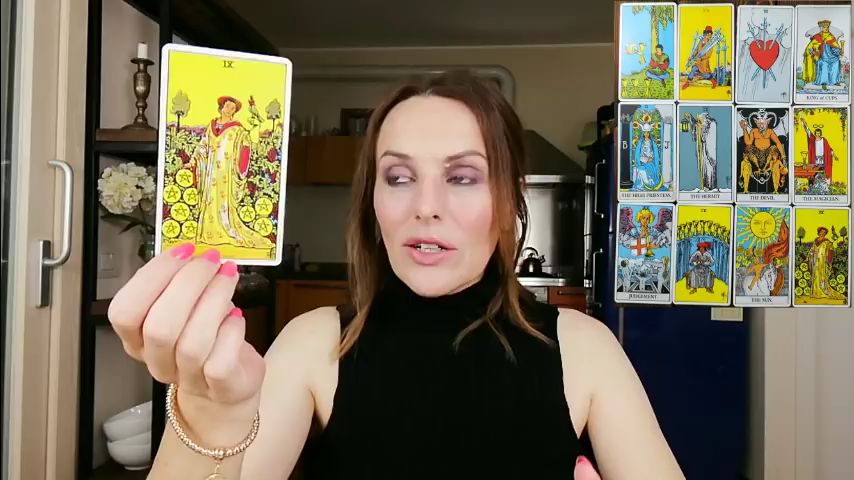 IX
KING of CUPS.
B J
THE HIGH PRIESTESS.
THE HERMIT.
THE DEVIL.
THE MAGICIAN.
JUDGEMENT.
THE SUN.